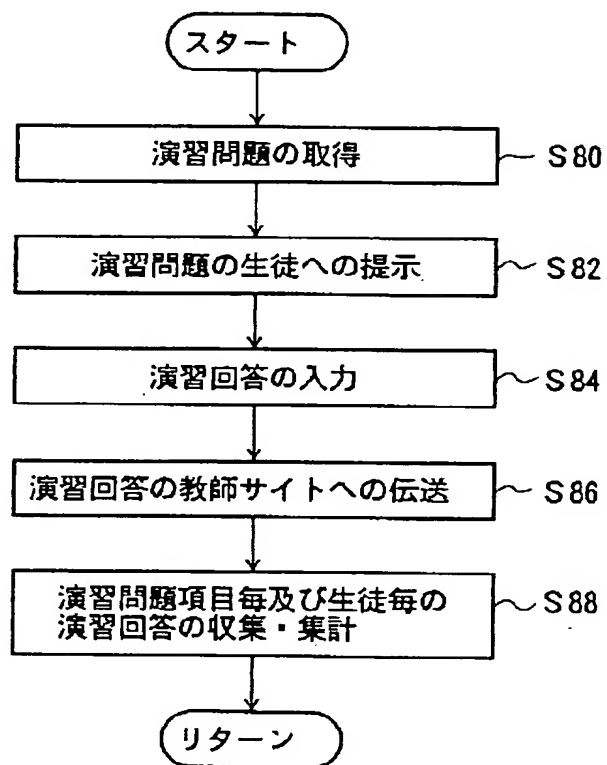 スタート
演習問題の取得
S80
演習問題の生徒への提示
S82
演習回答の入力
S84
演習回答の教師サイトへの伝送
S86
演習問題項目毎及び生徒毎の
演習回答の収集・集計
S88
リターン